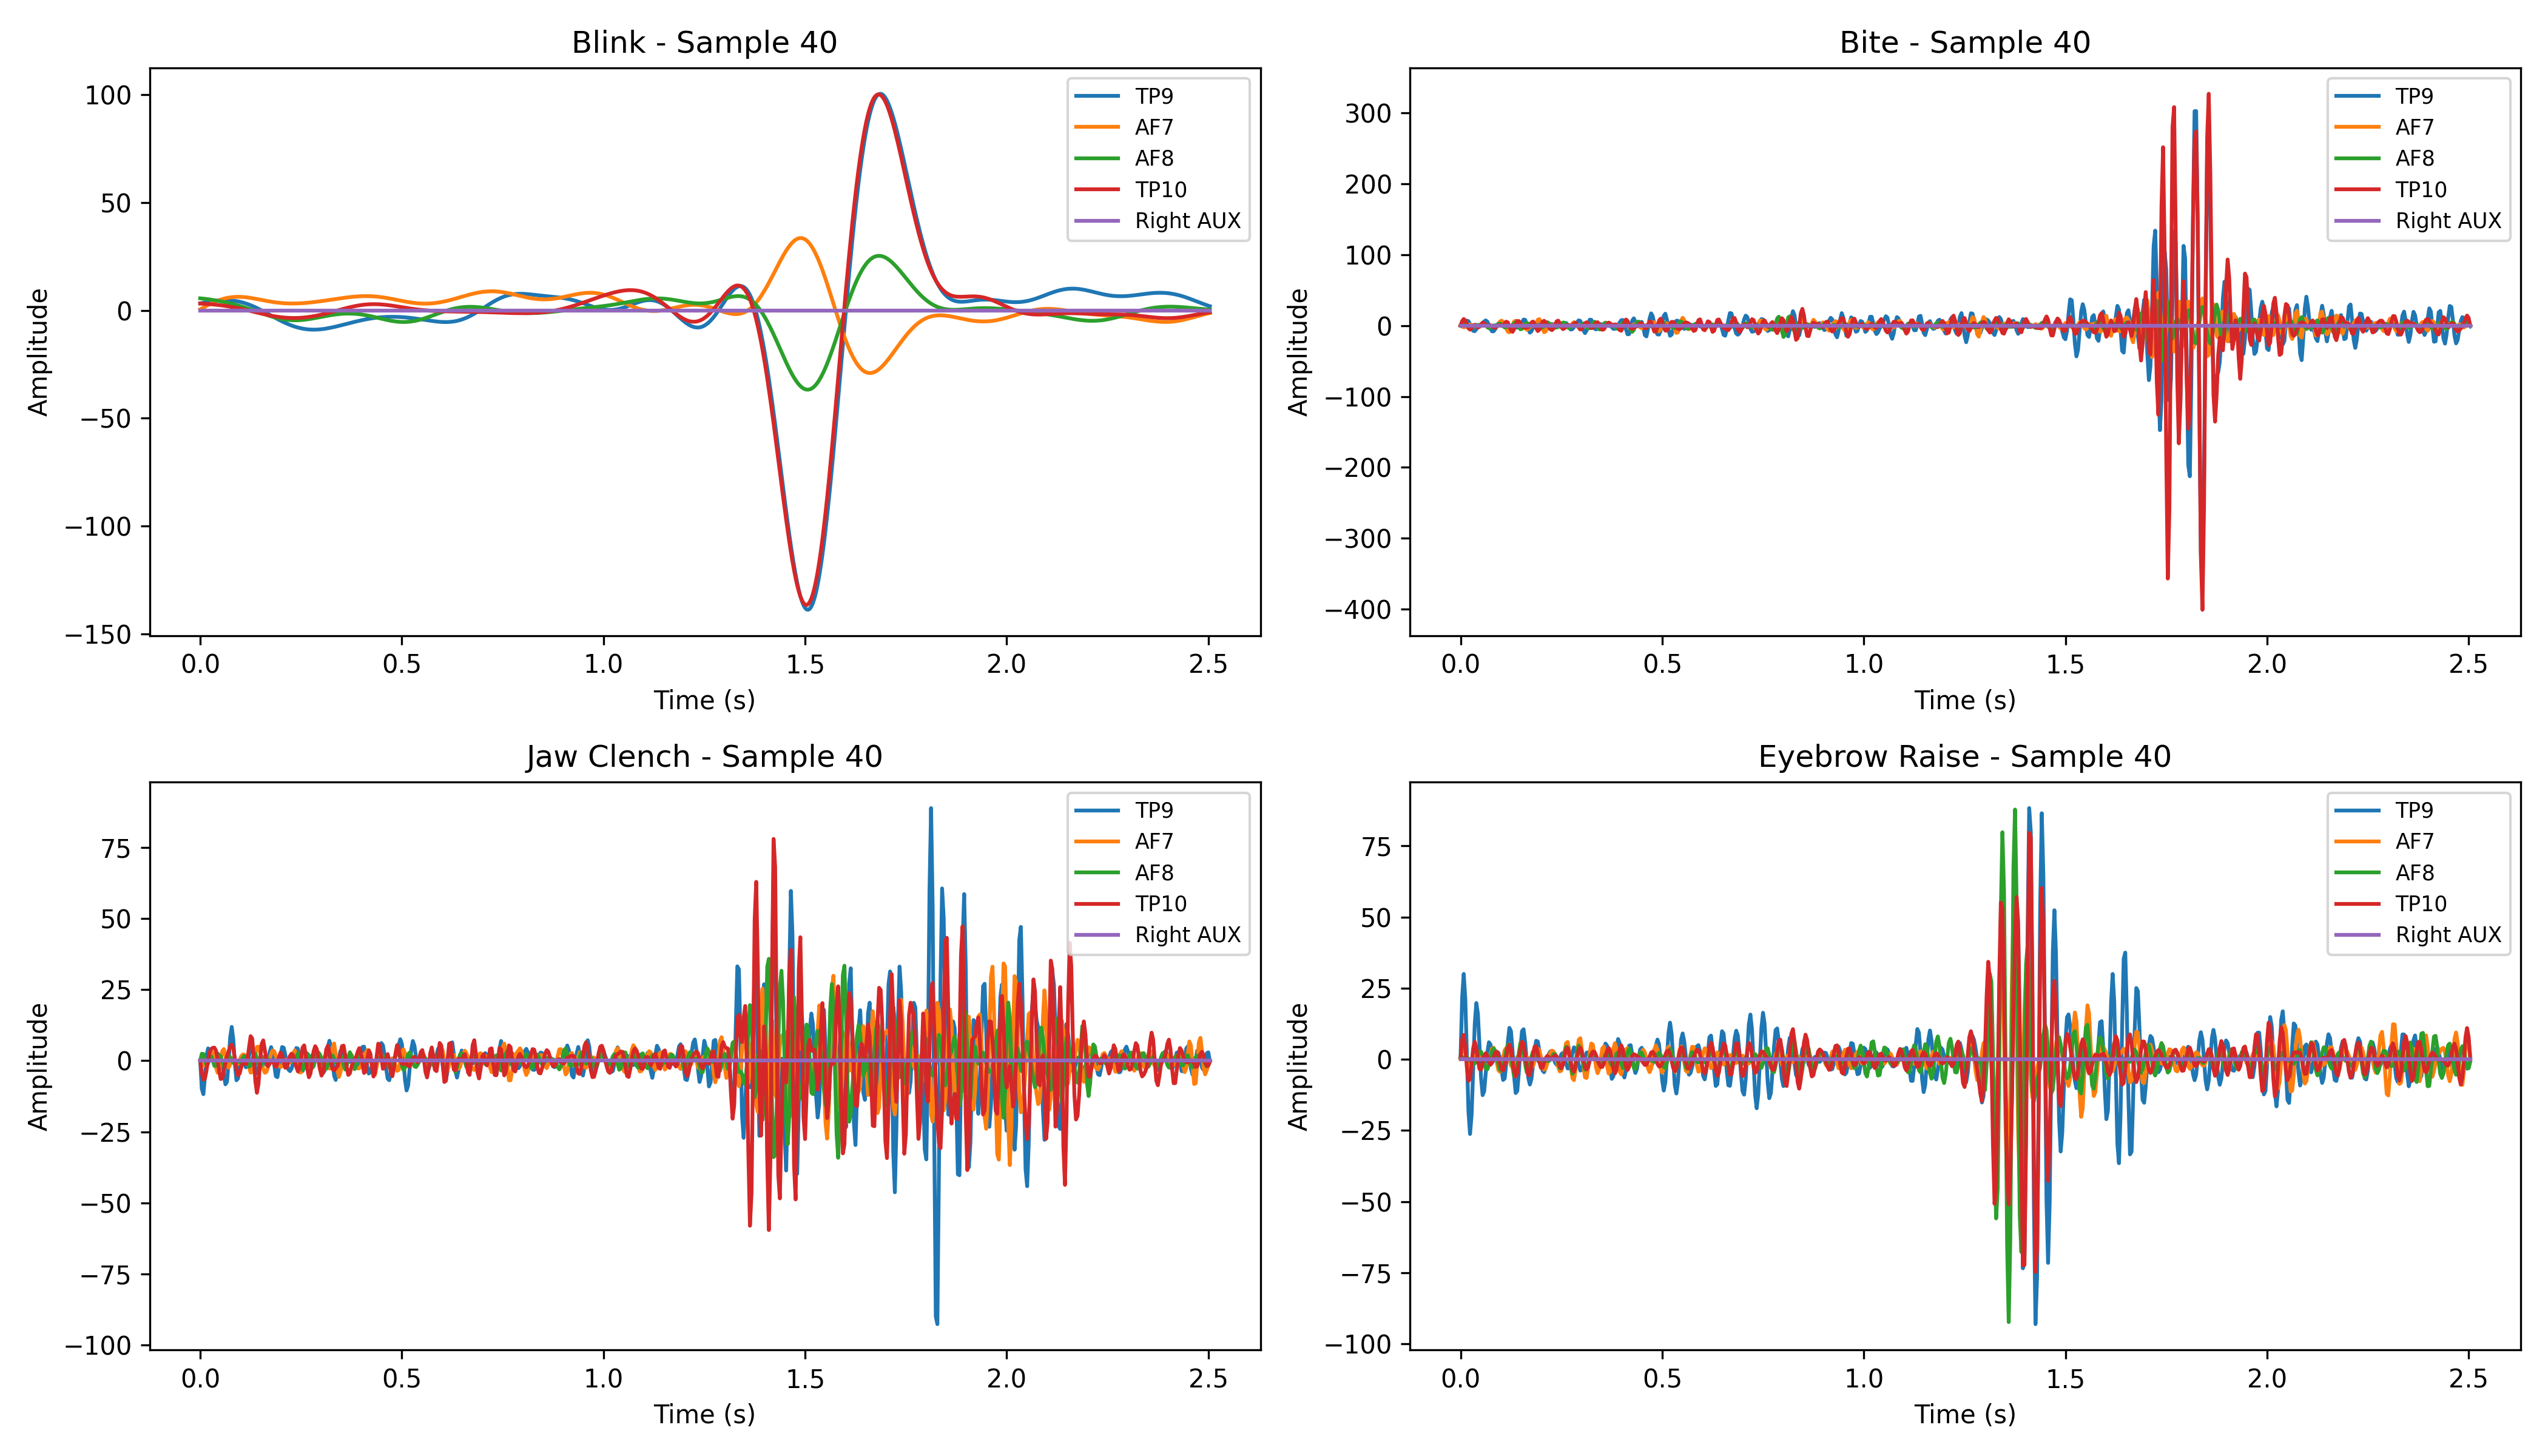 Blink - Sample 40
Amplitude
100
50
0
−50
−100
−150
0.0 0.5 1.0 1.5 2.0 2.5
Time (s)
TP9
AF7
AF8
TP10
Right AUX
Bite - Sample 40
Amplitude
300
200
100
0
−100
−200
−300
−400
0.0 0.5 1.0 1.5 2.0 2.5
Time (s)
TP9
AF7
AF8
TP10
Right AUX
Jaw Clench - Sample 40
Amplitude
75
50
25
0
−25
−50
−75
−100
0.0 0.5 1.0 1.5 2.0 2.5
Time (s)
TP9
AF7
AF8
TP10
Right AUX
Eyebrow Raise - Sample 40
Amplitude
75
50
25
0
−25
−50
−75
−100
0.0 0.5 1.0 1.5 2.0 2.5
Time (s)
TP9
AF7
AF8
TP10
Right AUX